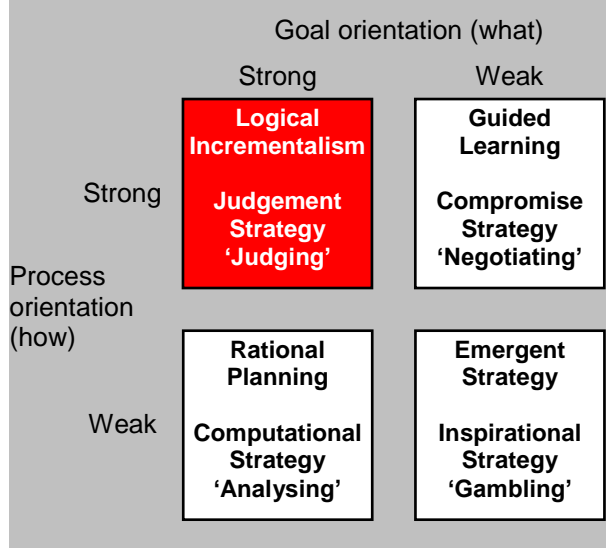 Goal orientation (what)
Strong
Weak
Logical
Incrementalism
Judgement
Strategy
‘Judging’
Guided
Learning
Compromise
Strategy
‘Negotiating’
Strong
Process
orientation
(how)
Rational
Planning
Computational
Strategy
‘Analysing’
Emergent
Strategy
Inspirational
Strategy
‘Gambling’
Weak